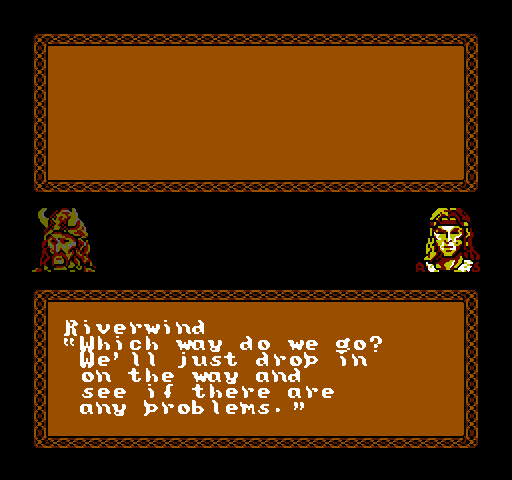 Riverwind
"Which way do we go?
We'll just drop in
on the way and
see if there are
any problems."